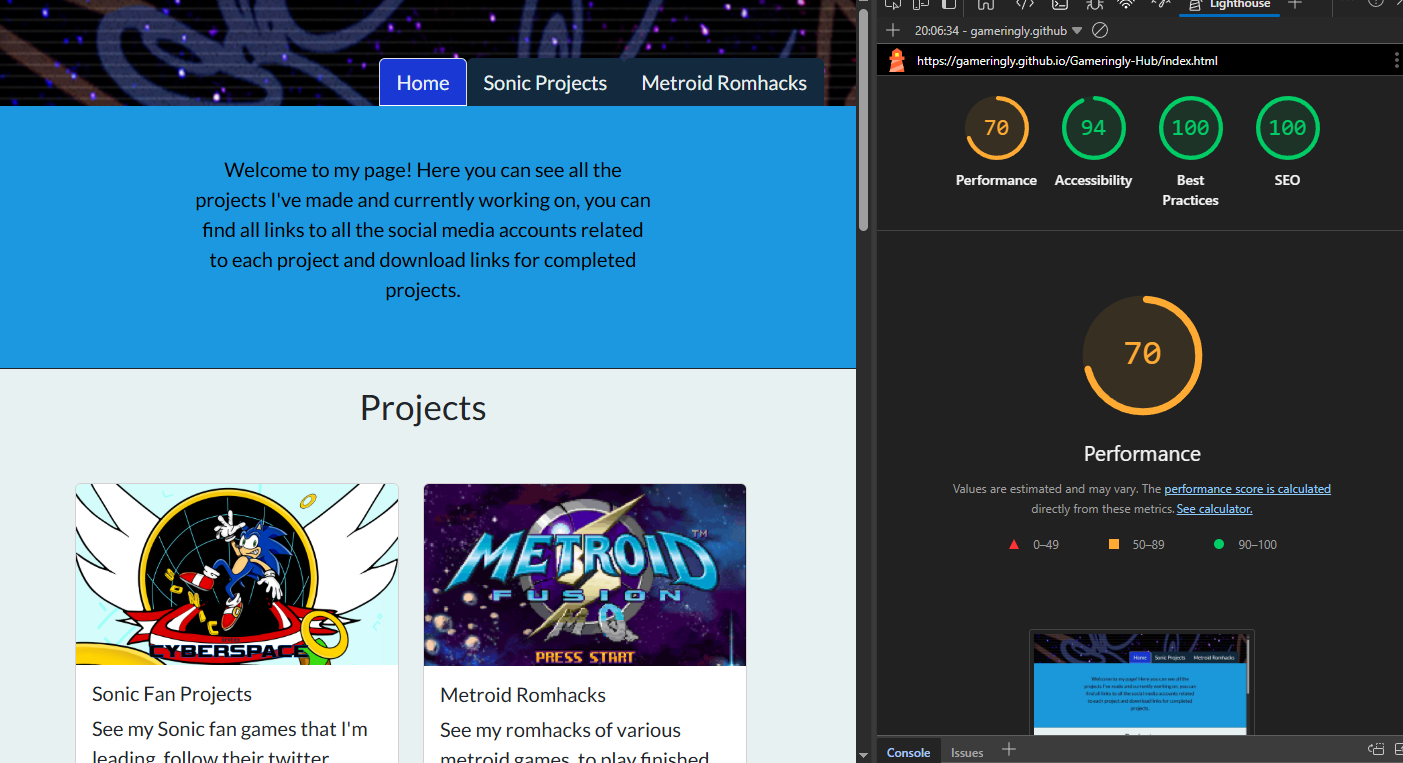 Home
Sonic Projects
Metroid Romhacks
Welcome to my page! Here you can see all the
projects I've made and currently working on, you can
find all links to all the social media accounts related
to each project and download links for completed
projects.
Projects
SONIC
CYBERSPACE
METROID
TM
FUSION
PRESS START
Sonic Fan Projects
See my Sonic fan games that I'm
leading, follow their twitter
Metroid Romhacks
See my romhacks of various
metroid games, to play finished
Lighthouse
20:06:34 - gameringly.github
https://gameringly.github.io/Gameringly-Hub/index.html
70
94
100
100
Performance
Accessibility
Best
Practices
SEO
70
Performance
Values are estimated and may vary. The performance score is calculated
directly from these metrics. See calculator.
0–49
50–89
90–100
Home
Sonic Projects
Metroid Romhacks
Welcome to my page! Here you can see all the
projects I've made and currently working on, you can
find all links to all the social media accounts related
to each project and download links for completed
projects.
Console
Issues